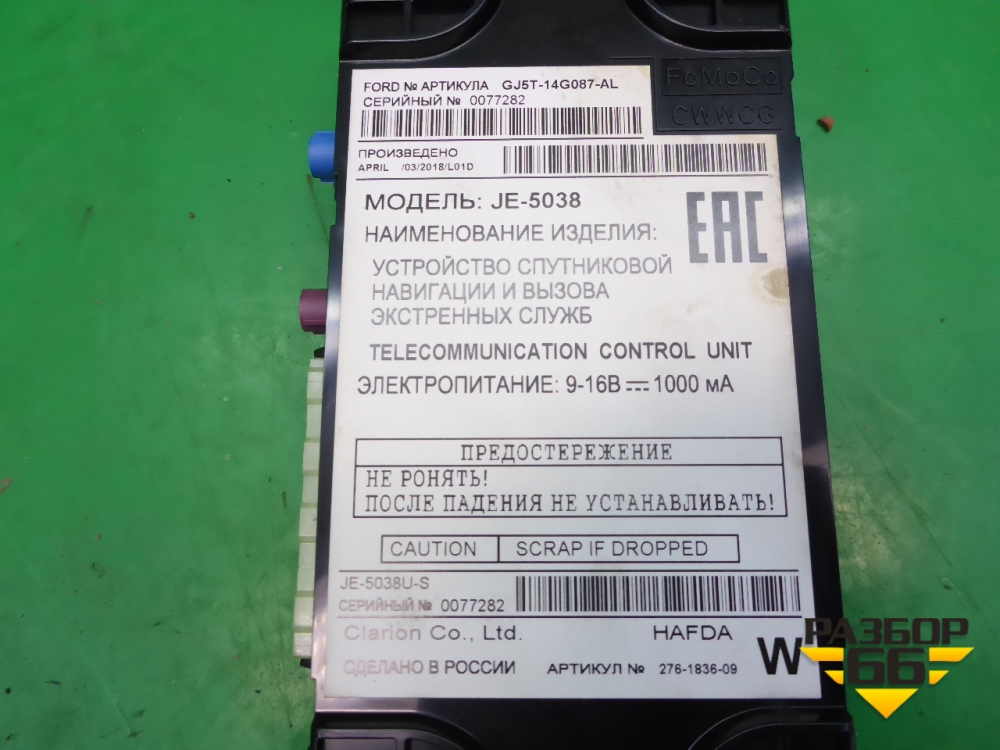 FoMoCo
CWWCG
FORD № АРТИКУЛА GJ5T-14G087-AL
СЕРИЙНЫЙ № 0077282
ПРОИЗВЕДЕНО
APRIL /03/2018/L01D
МОДЕЛЬ: JE-5038
EAC
НАИМЕНОВАНИЕ ИЗДЕЛИЯ:
УСТРОЙСТВО СПУТНИКОВОЙ
НАВИГАЦИИ И ВЫЗОВА
ЭКСТРЕННЫХ СЛУЖБ
TELECOMMUNICATION CONTROL UNIT
ЭЛЕКТРОПИТАНИЕ: 9-16В 1000 мА
ПРЕДОСТЕРЕЖЕНИЕ
НЕ РОНЯТЬ!
ПОСЛЕ ПАДЕНИЯ НЕ УСТАНАВЛИВАТЬ!
CAUTION SCRAP IF DROPPED
JE-5038U-S
СЕРИЙНЫЙ № 0077282
Clarion Co., Ltd. HAFDA
СДЕЛАНО В РОССИИ АРТИКУЛ № 276-1836-09 W
РАЗБОР
66